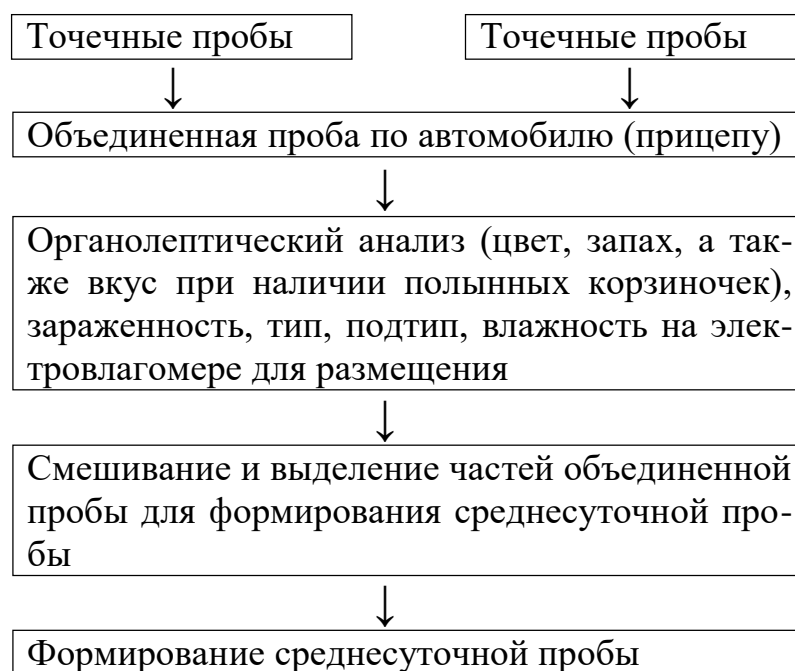 Точечные пробы
Точечные пробы
Объединенная проба по автомобилю (прицепу)
Органолептический анализ (цвет, запах, а так-
же вкус при наличии полынных корзиночек),
зараженность, тип, подтип, влажность на элек-
тровлагомере для размещения
Смешивание и выделение частей объединенной
пробы для формирования среднесуточной про-
бы
Формирование среднесуточной пробы